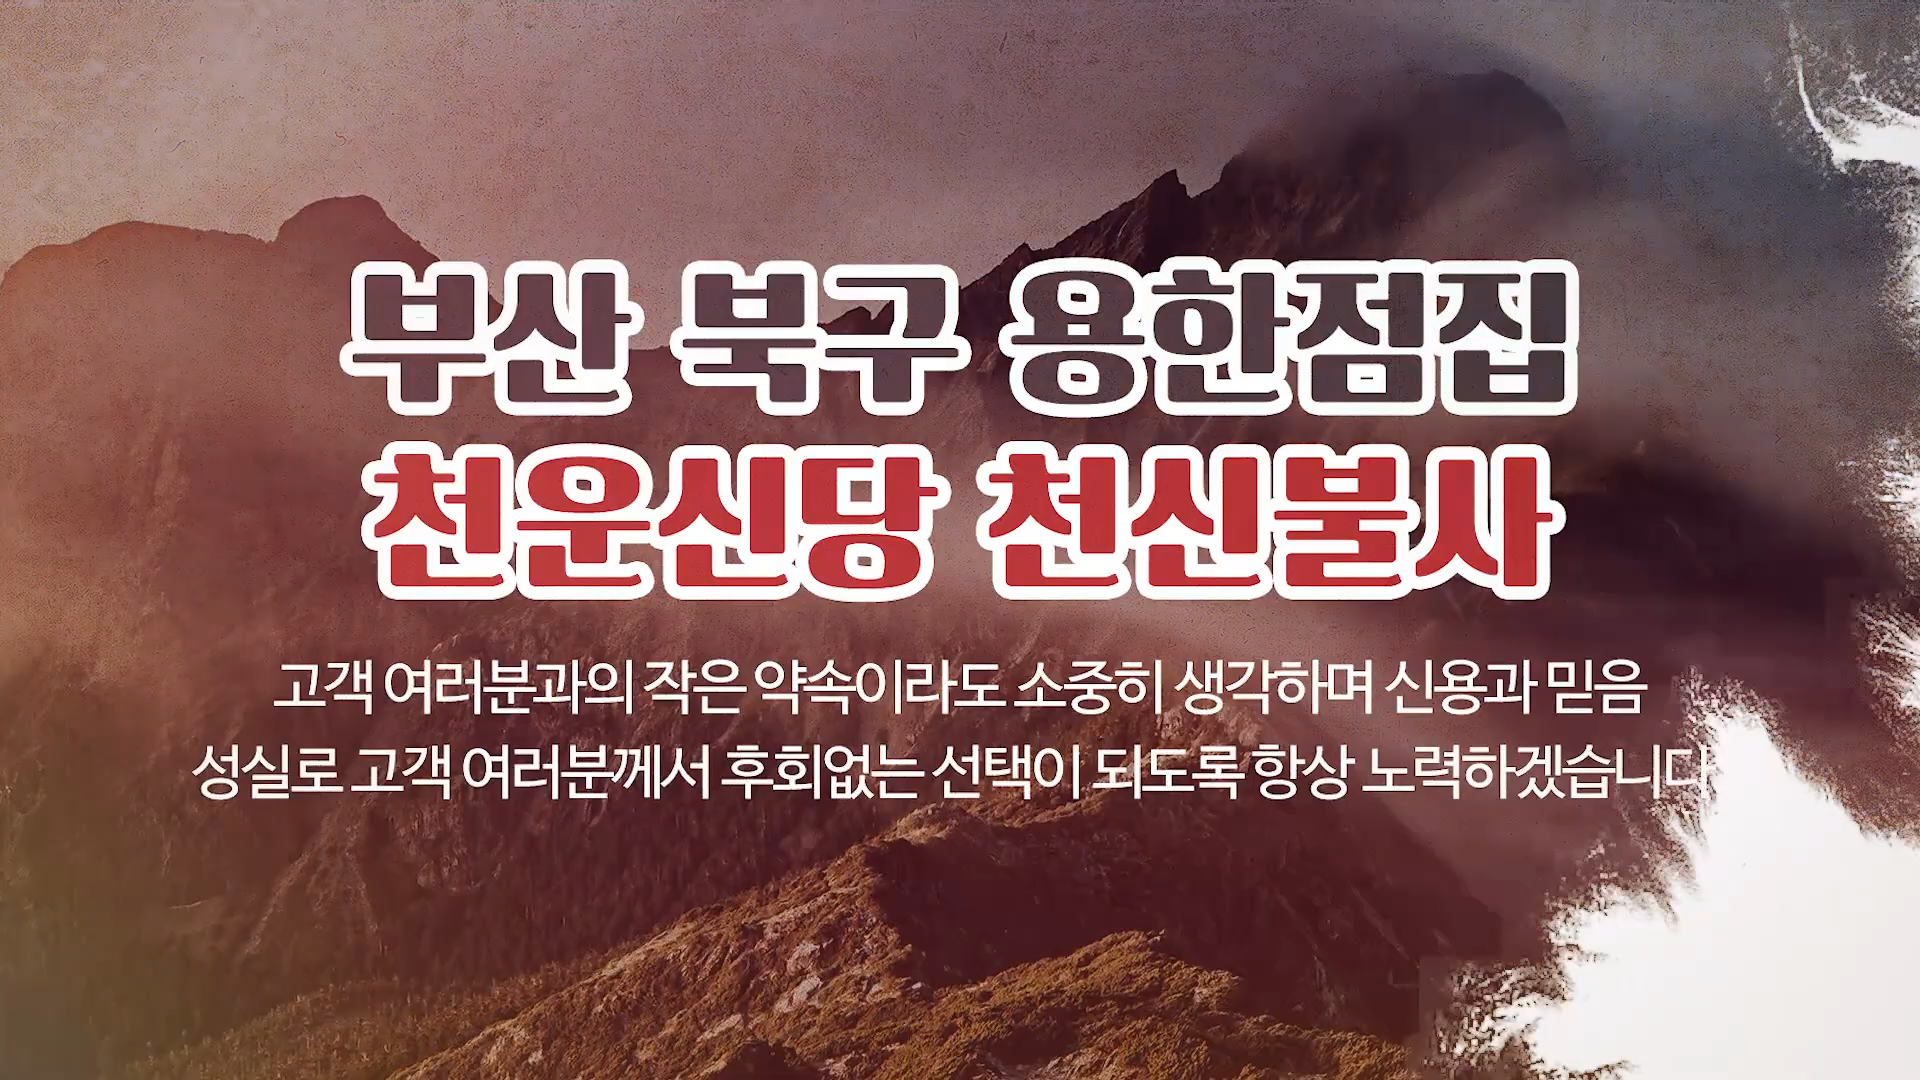 부산 북구 용한점집
천운신당 천신불사
고객 여러분과의 작은 약속이라도 소중히 생각하며 신용과 믿음
성실로 고객 여러분께서 후회없는 선택이 되도록 항상 노력하겠습니다